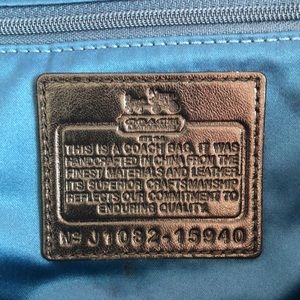 THIS IS A COACH BAG. IT WAS
HANDCRAFTED IN CHINA FROM THE
FINEST MATERIALS AND LEATHER
ITS SUPERIOR CRAFTSMANSHIP
REFLECTS OUR COMMITMENT TO
ENDURING QUALITY.
Nº J1082-15940